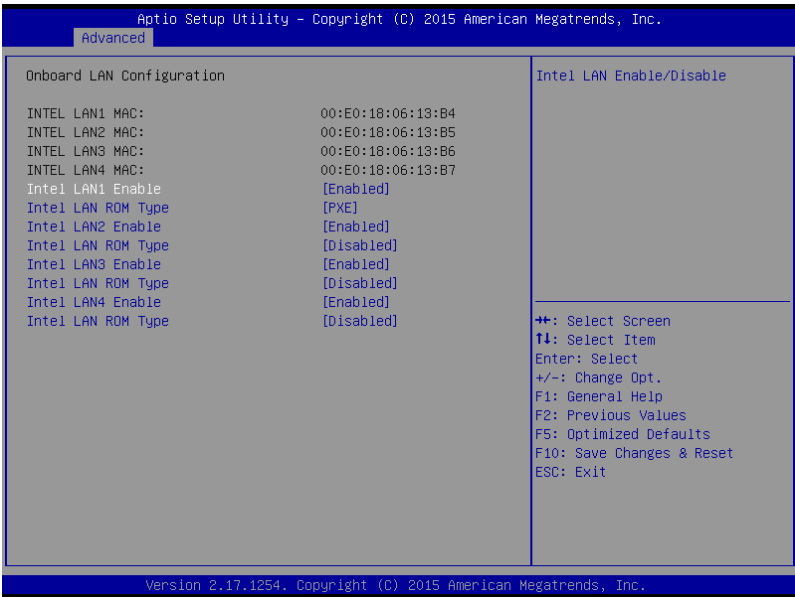 Aptio Setup Utility – Copyright (C) 2015 American Megatrends, Inc.
Advanced
Onboard LAN Configuration
INTEL LAN1 MAC: 00:E0:18:06:13:B4
INTEL LAN2 MAC: 00:E0:18:06:13:B5
INTEL LAN3 MAC: 00:E0:18:06:13:B6
INTEL LAN4 MAC: 00:E0:18:06:13:B7
Intel LAN1 Enable [Enabled]
Intel LAN ROM Type [PXE]
Intel LAN2 Enable [Enabled]
Intel LAN ROM Type [Disabled]
Intel LAN3 Enable [Enabled]
Intel LAN ROM Type [Disabled]
Intel LAN4 Enable [Enabled]
Intel LAN ROM Type [Disabled]
Intel LAN Enable/Disable
→←: Select Screen
↑↓: Select Item
Enter: Select
+/-: Change Opt.
F1: General Help
F2: Previous Values
F5: Optimized Defaults
F10: Save Changes & Reset
ESC: Exit
Version 2.17.1254. Copyright (C) 2015 American Megatrends, Inc.